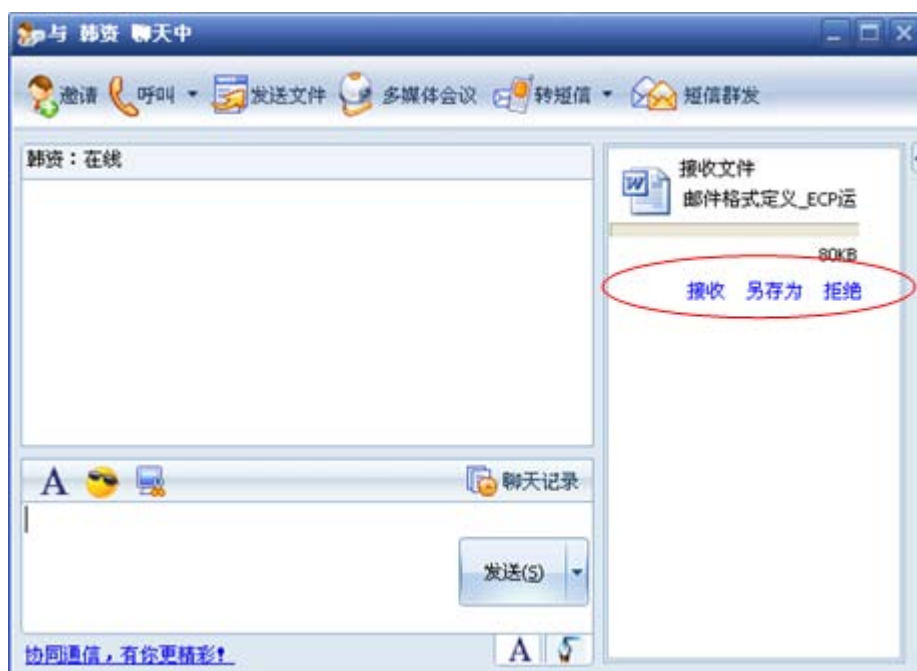 与 韩资 聊天中
邀请 呼叫 发送文件 多媒体会议 转短信 短信群发
韩资：在线
接收文件
邮件格式定义_ECP运
80KB
接收 另存为 拒绝
A 聊天记录
发送(S)
协同通信，有你更精彩！
A